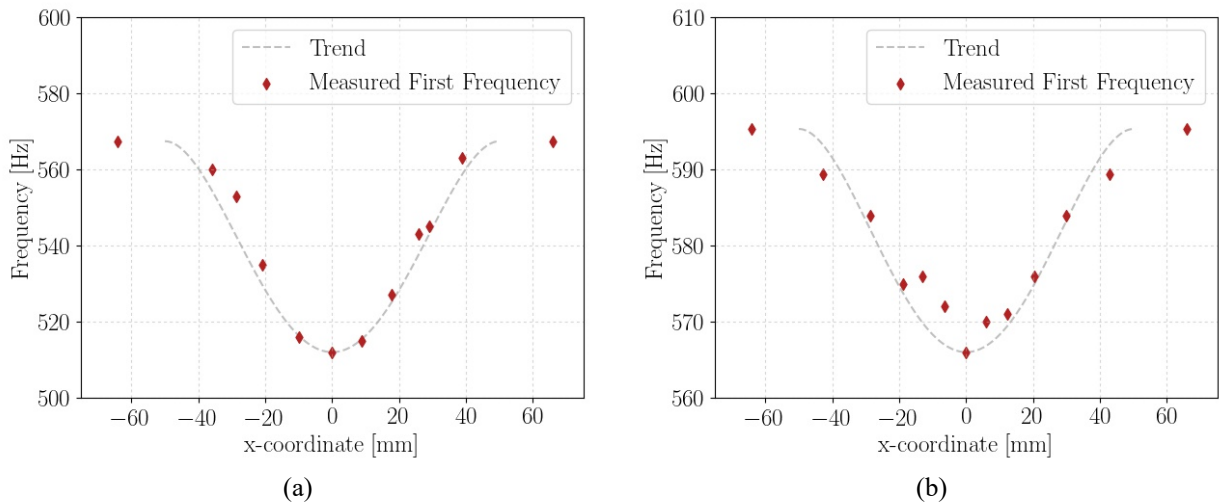 600
580
560
540
520
500
Frequency [Hz]
Trend
Measured First Frequency
−60
−40
−20
0
20
40
60
x-coordinate [mm]
(a)
610
600
590
580
570
560
Frequency [Hz]
Trend
Measured First Frequency
−60
−40
−20
0
20
40
60
x-coordinate [mm]
(b)